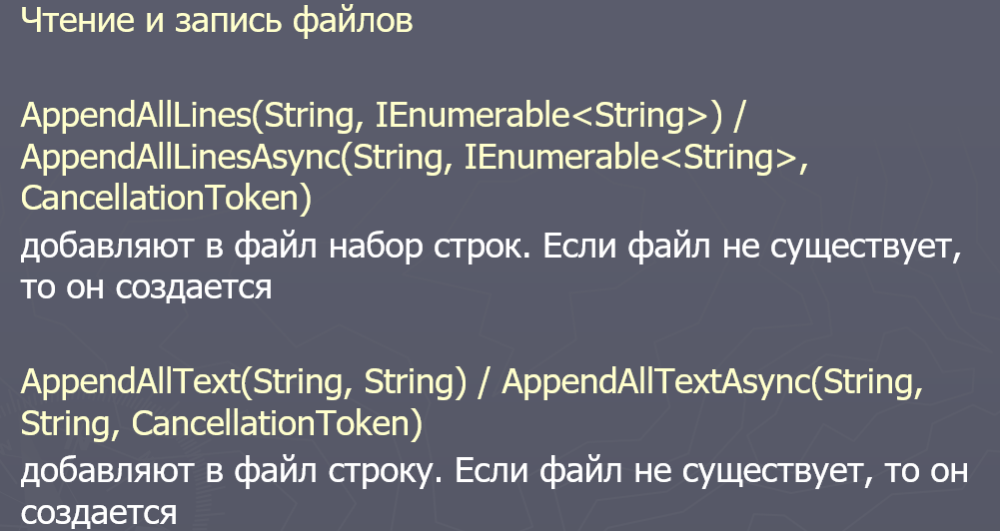 Чтение и запись файлов
AppendAllLines(String, IEnumerable<String>) /
AppendAllLinesAsync(String, IEnumerable<String>,
CancellationToken)
добавляют в файл набор строк. Если файл не существует,
то он создается
AppendAllText(String, String) / AppendAllTextAsync(String,
String, CancellationToken)
добавляют в файл строку. Если файл не существует, то он
создается